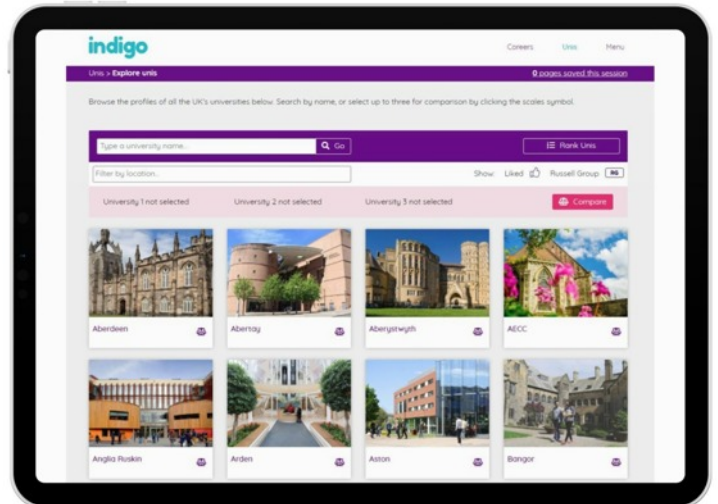 indigo
Careers Unis Menu
Unis > Explore unis 0 pages saved this session
Browse the profiles of all the UK's universities below. Search by name, or select up to three for comparison by clicking the scales symbol.
Type a university name... Go Rank Unis
Filter by location... Show: Liked Russell Group RG
University 1 not selected University 2 not selected University 3 not selected Compare
Aberdeen Abertay Aberystwyth AECC
Anglia Ruskin Arden Aston Bangor